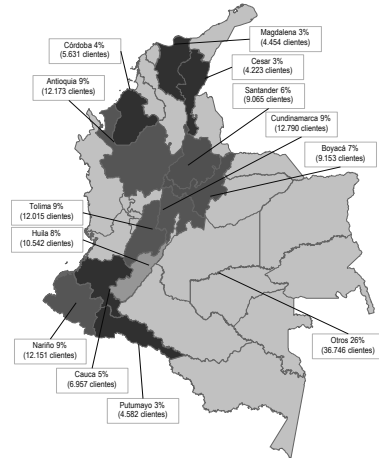 Magdalena 3%
(4.454 clientes)
Córdoba 4%
(5.631 clientes)
Cesar 3%
(4.223 clientes)
Antioquia 9%
(12.173 clientes)
Santander 6%
(9.065 clientes)
Cundinamarca 9%
(12.790 clientes)
Boyacá 7%
(9.153 clientes)
Tolima 9%
(12.015 clientes)
Huila 8%
(10.542 clientes)
Otros 26%
(36.746 clientes)
Nariño 9%
(12.151 clientes)
Cauca 5%
(6.957 clientes)
Putumayo 3%
(4.582 clientes)